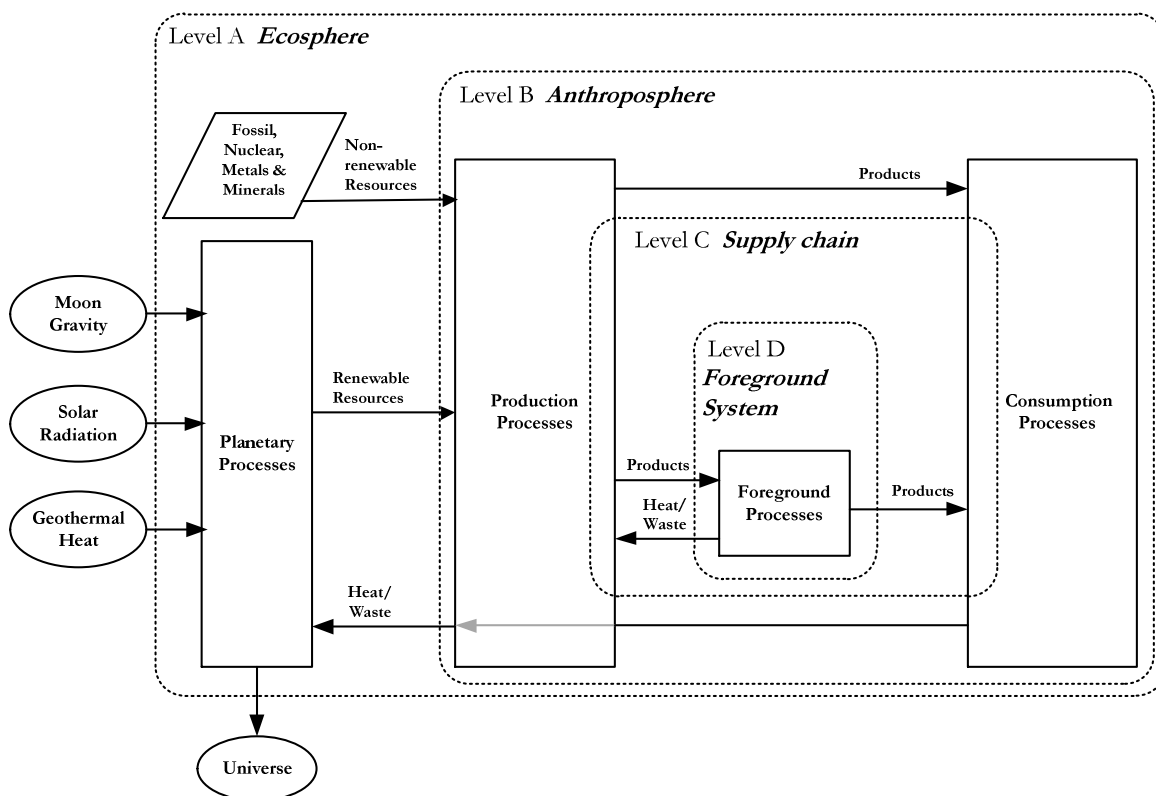 Level A Ecosphere
Level B Anthroposphere
Fossil,
Nuclear,
Metals &
Minerals
Non-
renewable
Resources
Products
Level C Supply chain
Moon
Gravity
Level D
Foreground
System
Renewable
Resources
Solar
Radiation
Planetary
Processes
Production
Processes
Consumption
Processes
Products
Heat/
Waste
Foreground
Processes
Products
Geothermal
Heat
Heat/
Waste
Universe